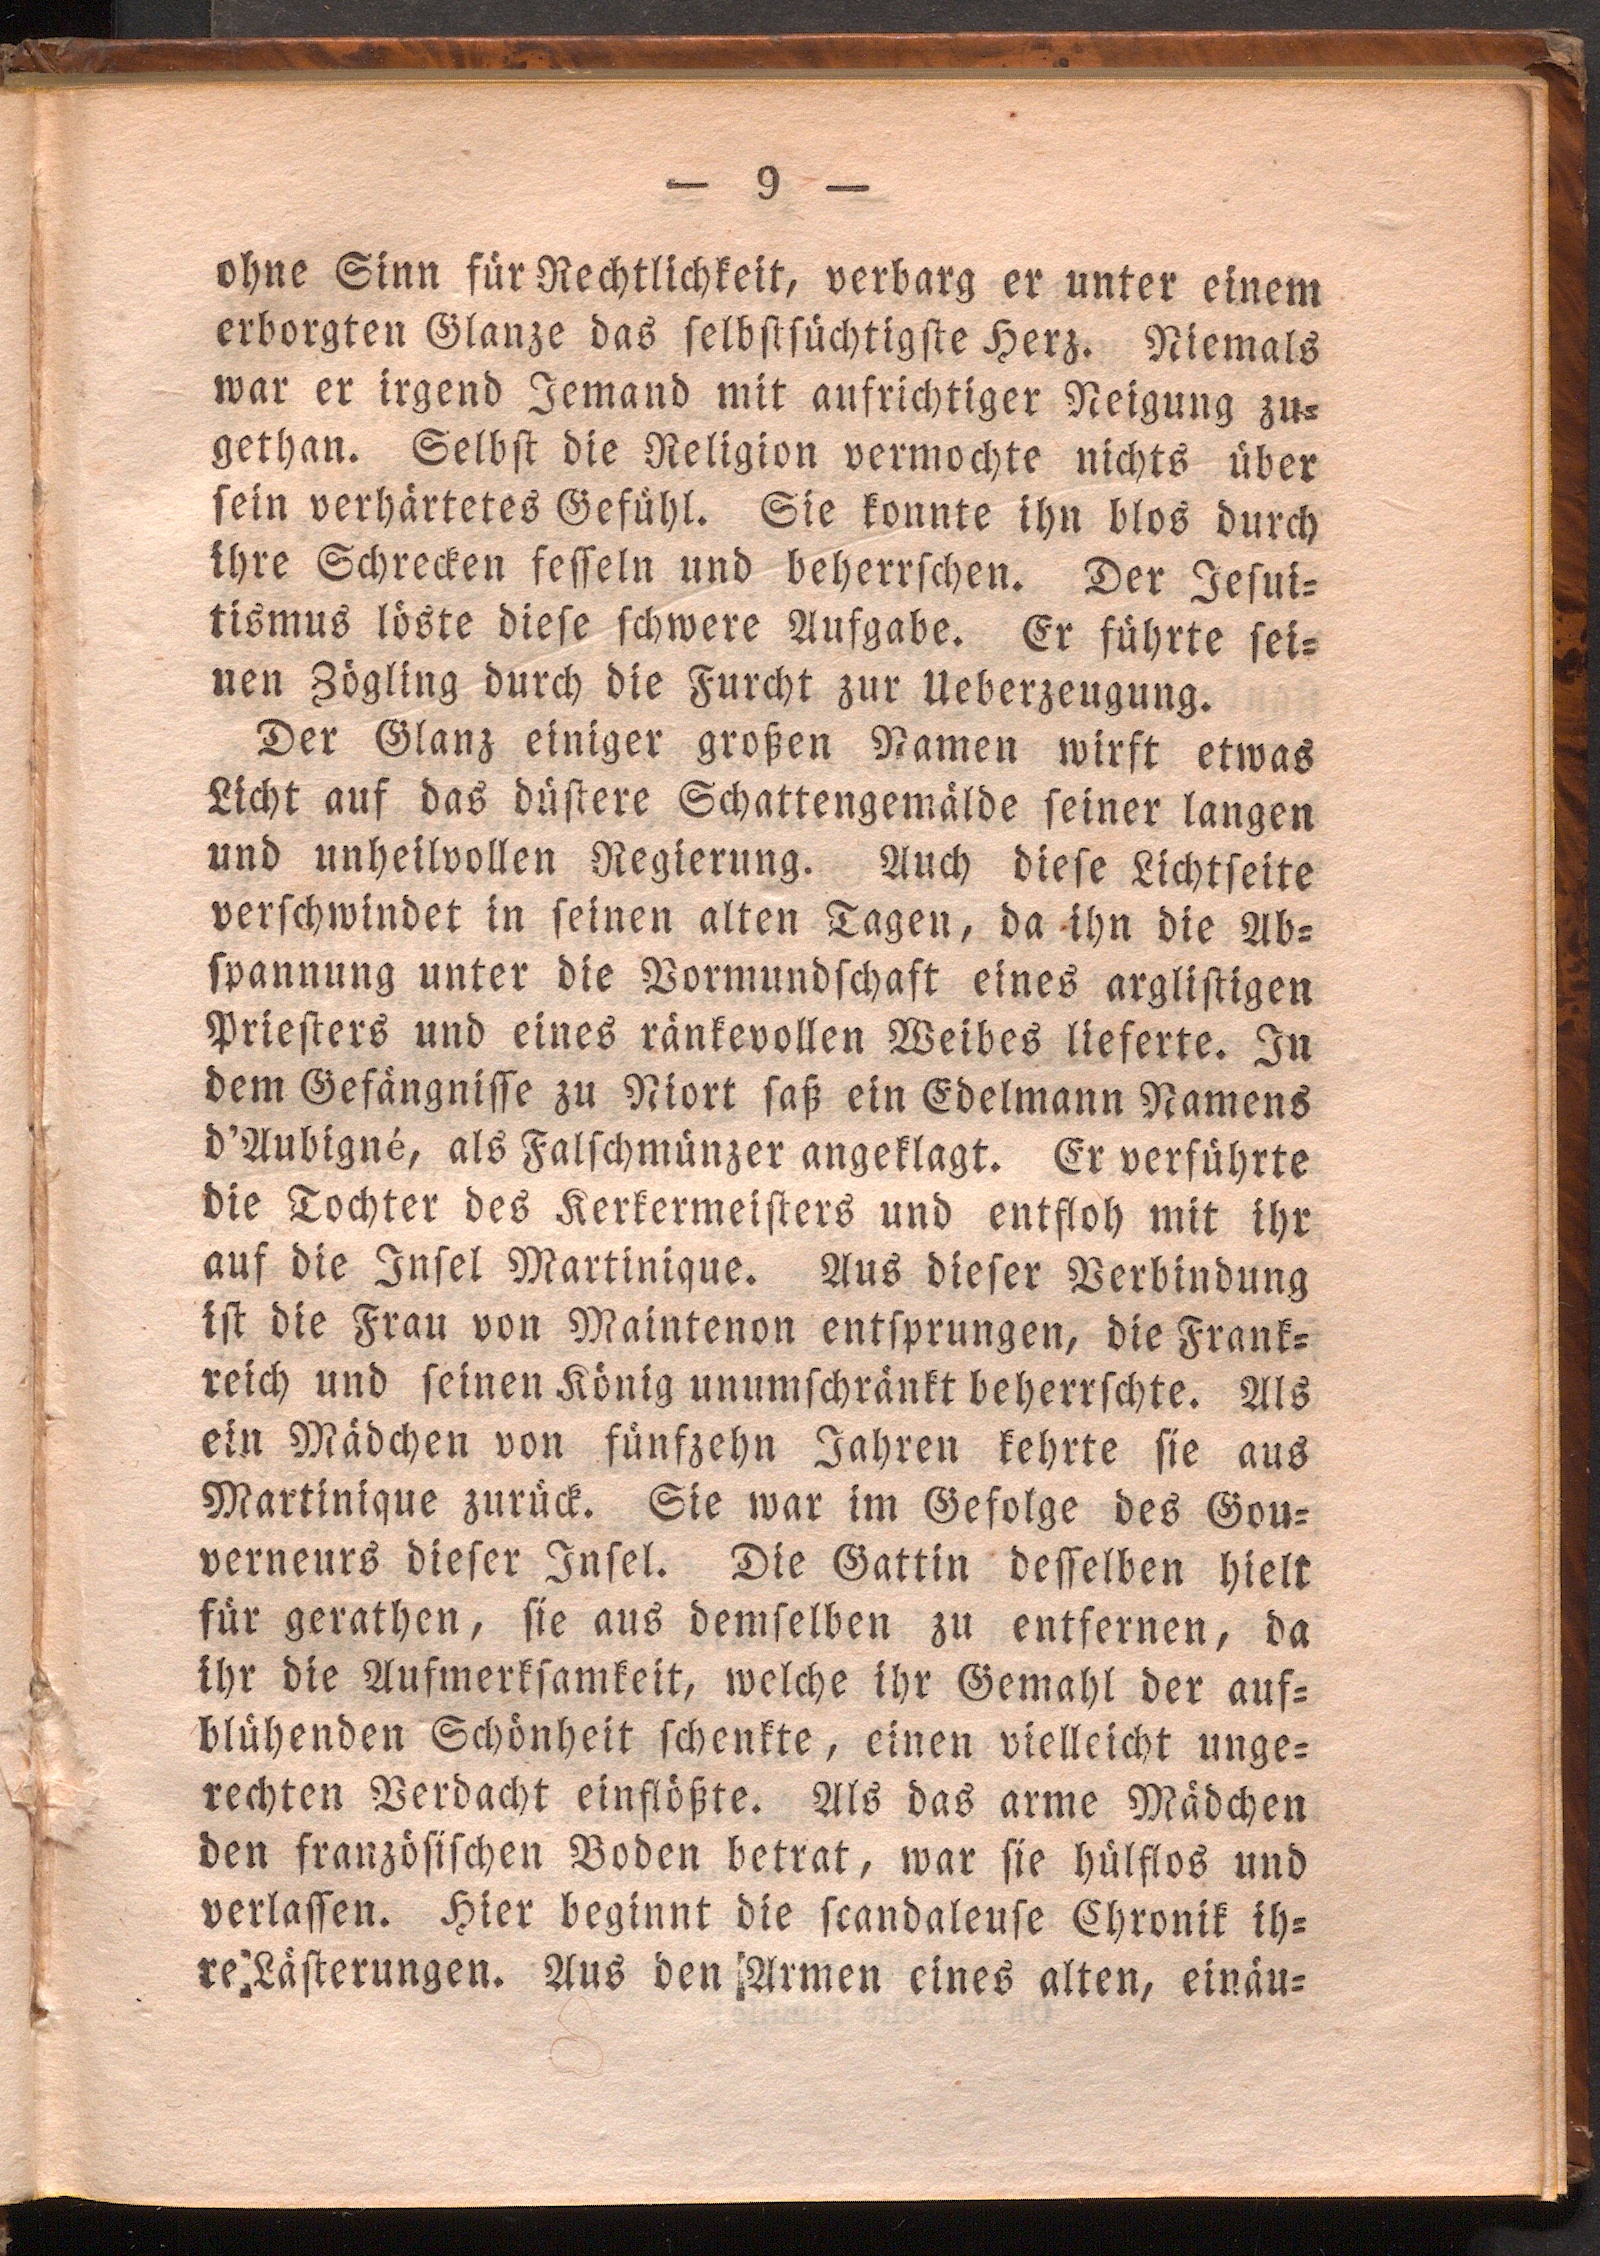 — 9 —
ohne Sinn für Rechtlichkeit, verbarg er unter einem
erborgten Glanze das ſelbſtſüchtigſte Herz. Niemals
war er irgend Jemand mit aufrichtiger Neigung zu=
gethan. Selbſt die Religion vermochte nichts über
ſein verhärtetes Gefühl. Sie konnte ihn blos durch
ihre Schrecken feſſeln und beherrſchen. Der Jeſui=
tismus löste dieſe ſchwere Aufgabe. Er führte ſei=
nen Zögling durch die Furcht zur Ueberzeugung.
Der Glanz einiger großen Namen wirft etwas
Licht auf das düſtere Schattengemälde ſeiner langen
und unheilvollen Regierung. Auch dieſe Lichtſeite
verſchwindet in ſeinen alten Tagen, da ihn die Ab=
ſpannung unter die Vormundſchaft eines argliſtigen
Prieſters und eines ränkevollen Weibes lieferte. In
dem Gefängniſſe zu Niort ſaß ein Edelmann Namens
d'Aubigné, als Falſchmünzer angeklagt. Er verführte
die Tochter des Kerkermeiſters und entfloh mit ihr
auf die Inſel Martinique. Aus dieſer Verbindung
iſt die Frau von Maintenon entſprungen, die Frank=
reich und ſeinen König unumſchränkt beherrſchte. Als
ein Mädchen von fünfzehn Jahren kehrte ſie aus
Martinique zurück. Sie war im Gefolge des Gou=
verneurs dieſer Inſel. Die Gattin deſſelben hielt
für gerathen, ſie aus demſelben zu entfernen, da
ihr die Aufmerkſamkeit, welche ihr Gemahl der auf=
blühenden Schönheit ſchenkte, einen vielleicht unge=
rechten Verdacht einflößte. Als das arme Mädchen
den franzöſiſchen Boden betrat, war ſie hülflos und
verlaſſen. Hier beginnt die ſcandaleuſe Chronik ih=
re Läſterungen. Aus den Armen eines alten, einäu=